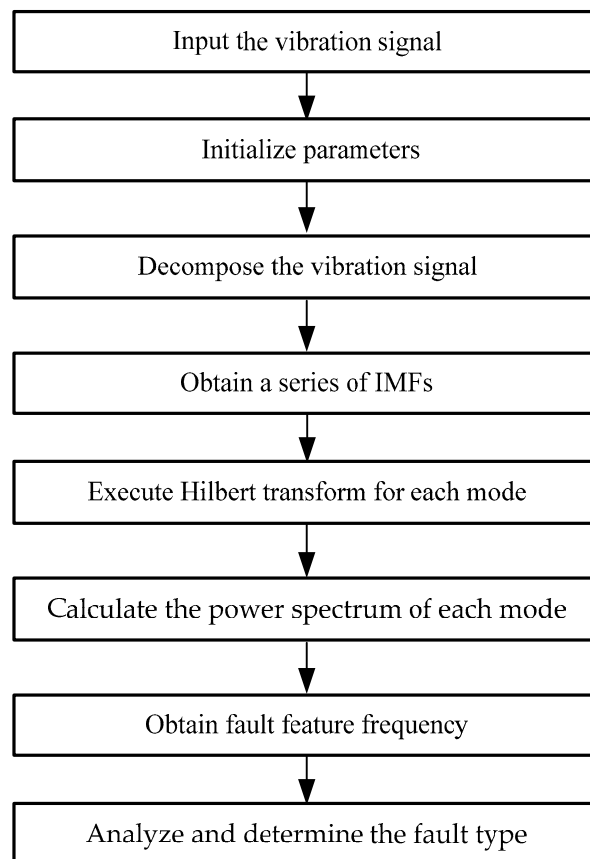 Input the vibration signal
Initialize parameters
Decompose the vibration signal
Obtain a series of IMFs
Execute Hilbert transform for each mode
Calculate the power spectrum of each mode
Obtain fault feature frequency
Analyze and determine the fault type